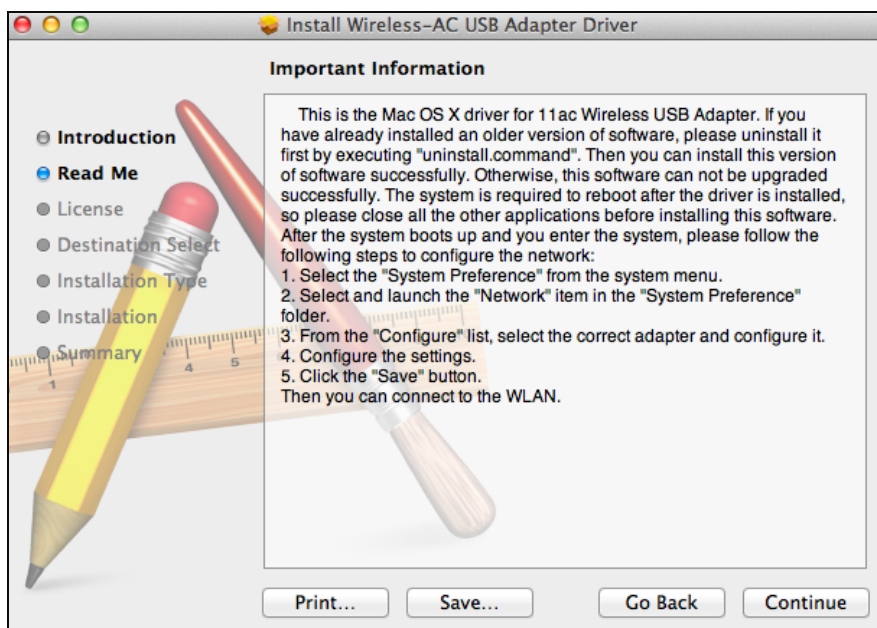 Install Wireless-AC USB Adapter Driver
Important Information
Introduction
Read Me
License
Destination Select
Installation Type
Installation
Summary
This is the Mac OS X driver for 11ac Wireless USB Adapter. If you
have already installed an older version of software, please uninstall it
first by executing "uninstall.command". Then you can install this version
of software successfully. Otherwise, this software can not be upgraded
successfully. The system is required to reboot after the driver is installed,
so please close all the other applications before installing this software.
After the system boots up and you enter the system, please follow the
following steps to configure the network:
1. Select the "System Preference" from the system menu.
2. Select and launch the "Network" item in the "System Preference"
folder.
3. From the "Configure" list, select the correct adapter and configure it.
4. Configure the settings.
5. Click the "Save" button.
Then you can connect to the WLAN.
1 4 5
Print... Save... Go Back Continue